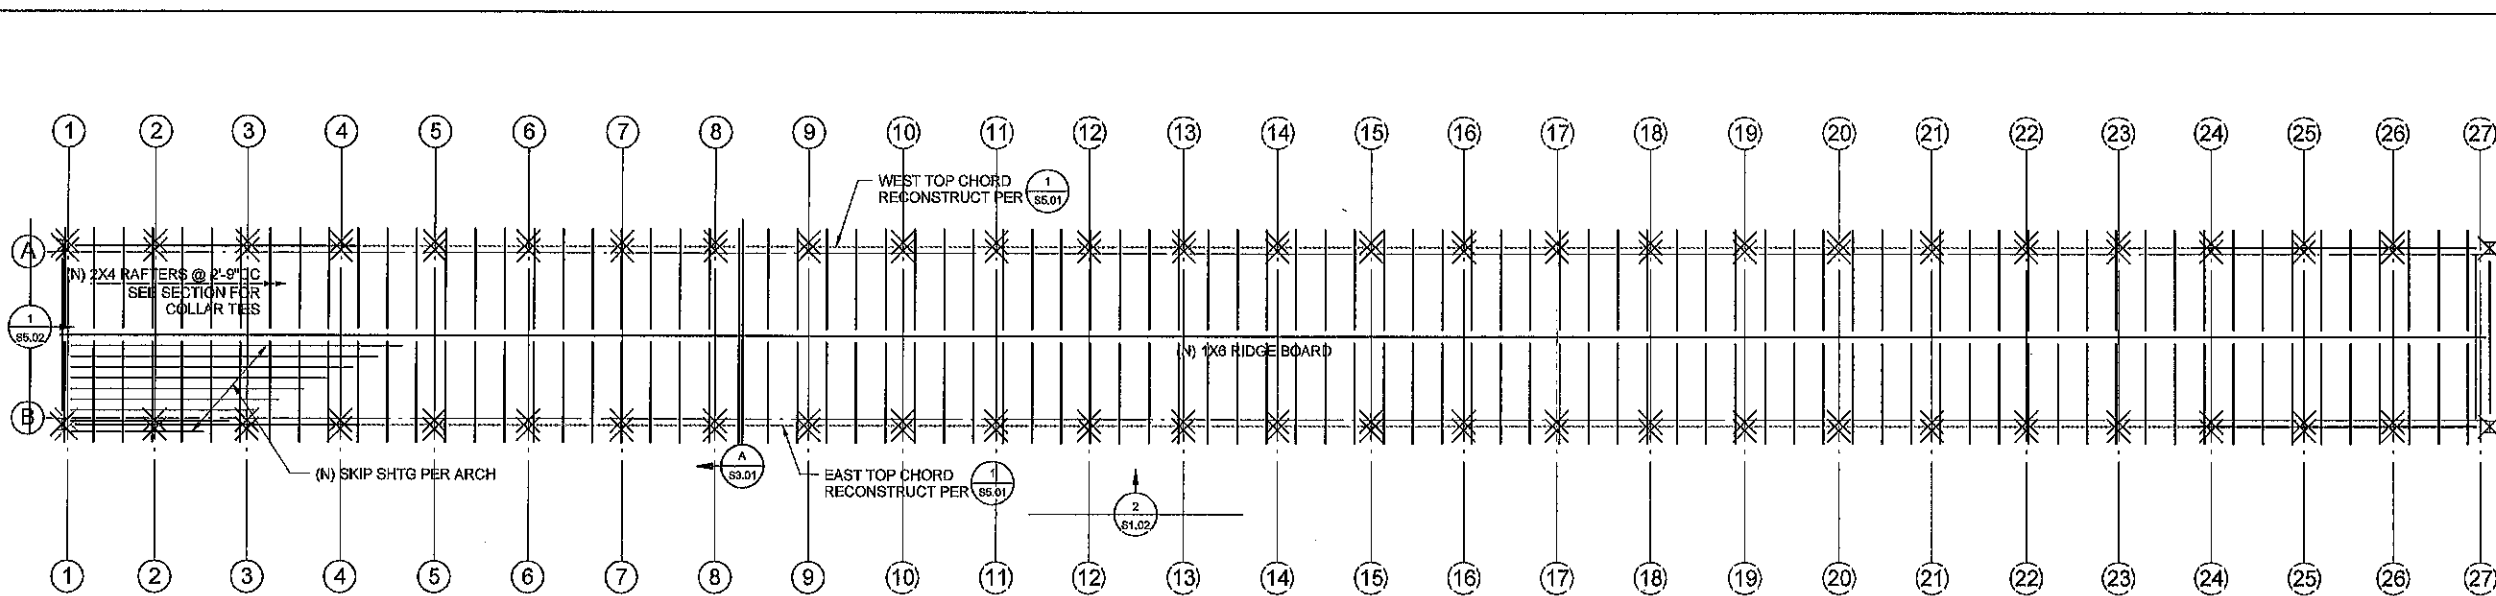 1 2 3 4 5 6 7 8 9 10 11 12 13 14 15 16 17 18 19 20 21 22 23 24 25 26 27
WEST TOP CHORD
RECONSTRUCT PER
1
S5.01
A
(N) 2X4 RAFTERS @ 2'-9" OC
SEE SECTION FOR
COLLAR TIES
1
S5.02
(N) 1X6 RIDGE BOARD
B
(N) SKIP SHTG PER ARCH
A
S3.01
EAST TOP CHORD
RECONSTRUCT PER
1
S5.01
2
S1.02
1 2 3 4 5 6 7 8 9 10 11 12 13 14 15 16 17 18 19 20 21 22 23 24 25 26 27